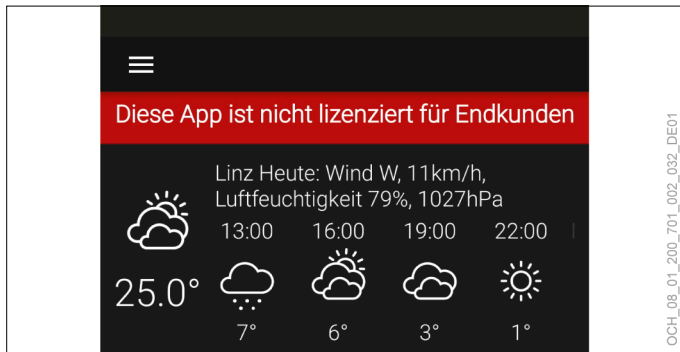 Diese App ist nicht lizenziert für Endkunden
Linz Heute: Wind W, 11km/h,
Luftfeuchtigkeit 79%, 1027hPa
13:00 16:00 19:00 22:00
25.0°
7° 6° 3° 1°
OCH_08_01_200_701_002_032_DE01